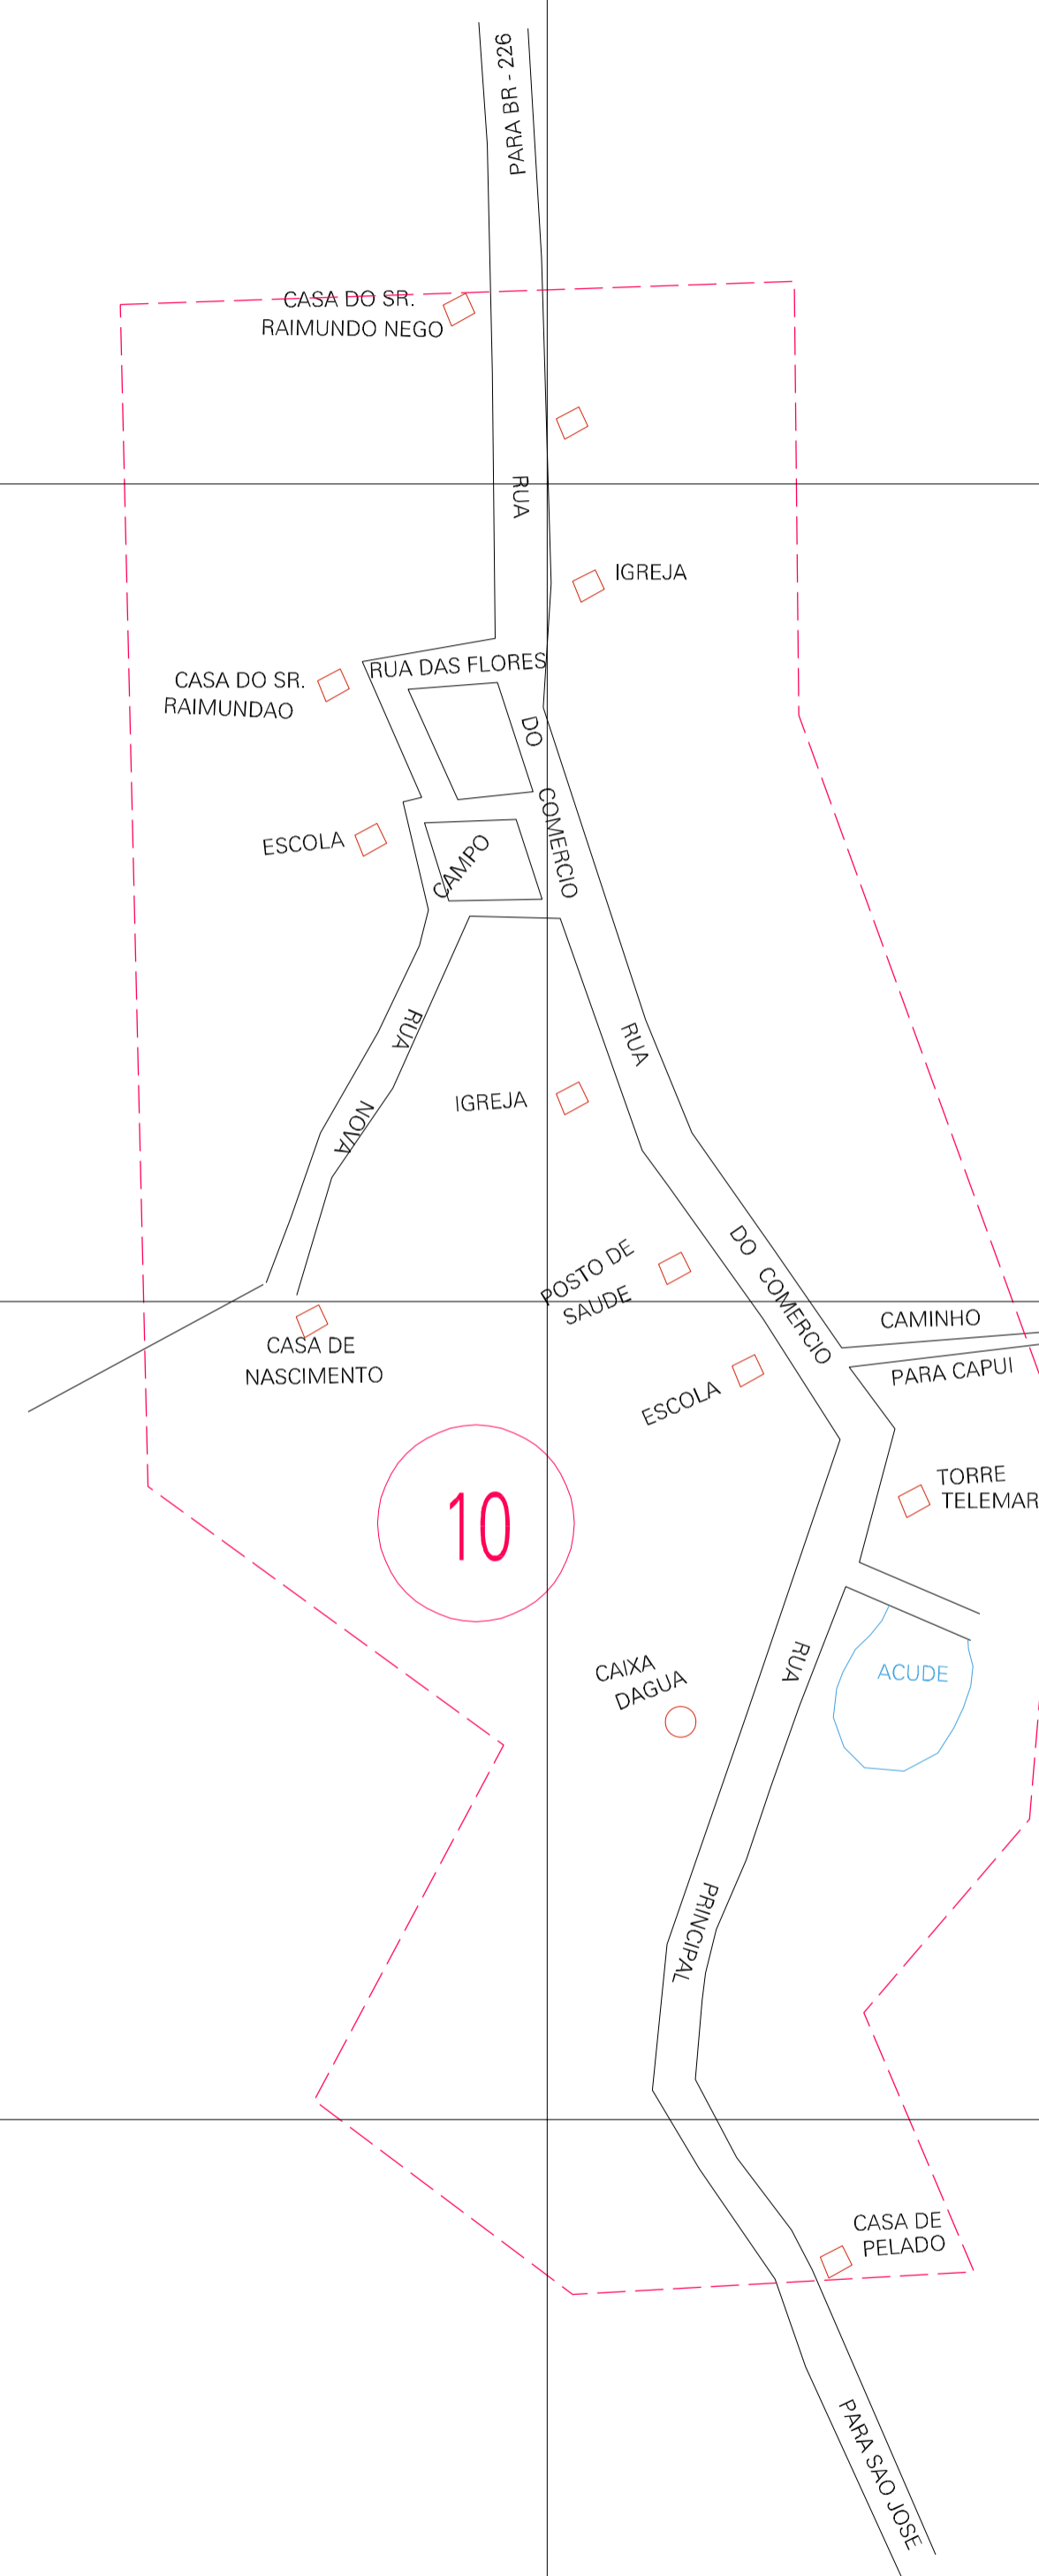 PARA BR - 226
CASA DO SR.
RAIMUNDO NEGO
RUA
IGREJA
RUA DAS FLORES
CASA DO SR.
RAIMUNDAO
DO
COMERCIO
ESCOLA
CAMPO
RUA
RUA
NOVA
IGREJA
DO COMERCIO
POSTO DE
SAUDE
CAMINHO
CASA DE
NASCIMENTO
PARA CAPUI
ESCOLA
TORRE
TELEMAR
10
RUA
CAIXA
DAGUA
ACUDE
PRINCIPAL
CASA DE
PELADO
PARA SAO JOSE